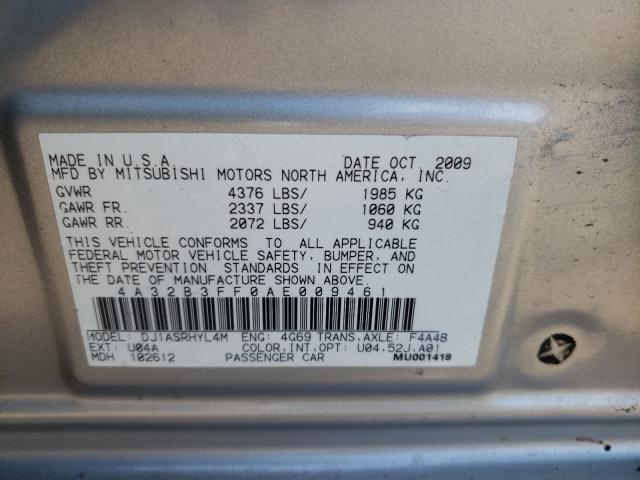 MADE IN U.S.A DATE OCT. 2009
MFD BY MITSUBISHI MOTORS NORTH AMERICA, INC.
GVWR 4376 LBS/ 1985 KG
GAWR FR. 2337 LBS/ 1060 KG
GAWR RR. 2072 LBS/ 940 KG
THIS VEHICLE CONFORMS TO ALL APPLICABLE
FEDERAL MOTOR VEHICLE SAFETY, BUMPER, AND
THEFT PREVENTION STANDARDS IN EFFECT ON
THE DATE OF MANUFACTURE SHOWN ABOVE.
4A32B3FF0AE009461
MODEL: DJ1ASRHYL4M ENG: 4G69 TRANS.AXLE: F4A4B
EXT: U04A COLOR.INT.OPT: U04.52J.A01
MDH 102612 PASSENGER CAR MU001418